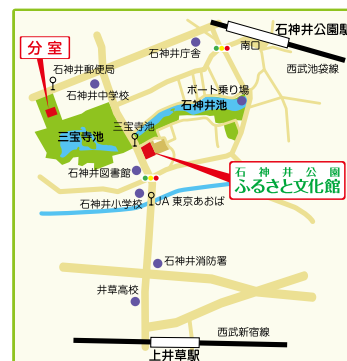 石神井公園駅
南口
石神井庁舎
西武池袋線
分室
石神井郵便局
石神井中学校
ボート乗り場
石神井池
三宝寺池
三宝寺池
石神井公園
ふるさと文化館
石神井図書館
石神井小学校
JA 東京あおば
石神井消防署
井草高校
西武新宿線
上井草駅